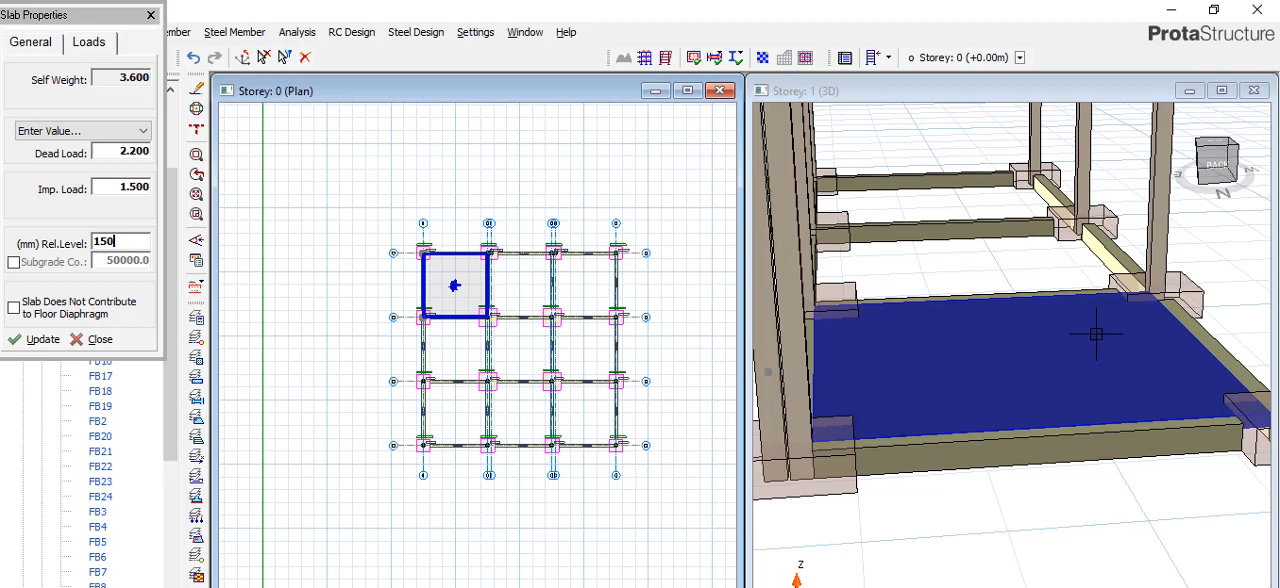 Slab Properties
General Loads
Self Weight: 3.600
Enter Value...
Dead Load: 2.200
Imp. Load: 1.500
(mm) Rel.Level: 150
Subgrade Co.: 50000.0
Slab Does Not Contribute
to Floor Diaphragm
Update Close
FB17
FB18
FB19
FB2
FB20
FB21
FB22
FB23
FB24
FB3
FB4
FB5
FB6
FB7
mber Steel Member Analysis RC Design Steel Design Settings Window Help
ProtaStructure
Storey: 0 (+0.00m)
Storey: 0 (Plan)
Storey: 1 (3D)
BACK
N
Z